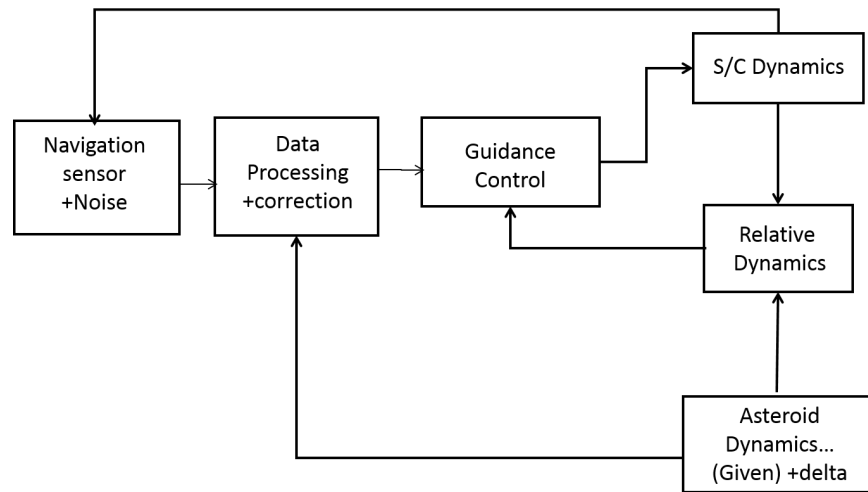 S/C Dynamics
Navigation
sensor
+Noise
Data
Processing
+correction
Guidance
Control
Relative
Dynamics
Asteroid
Dynamics...
(Given) +delta